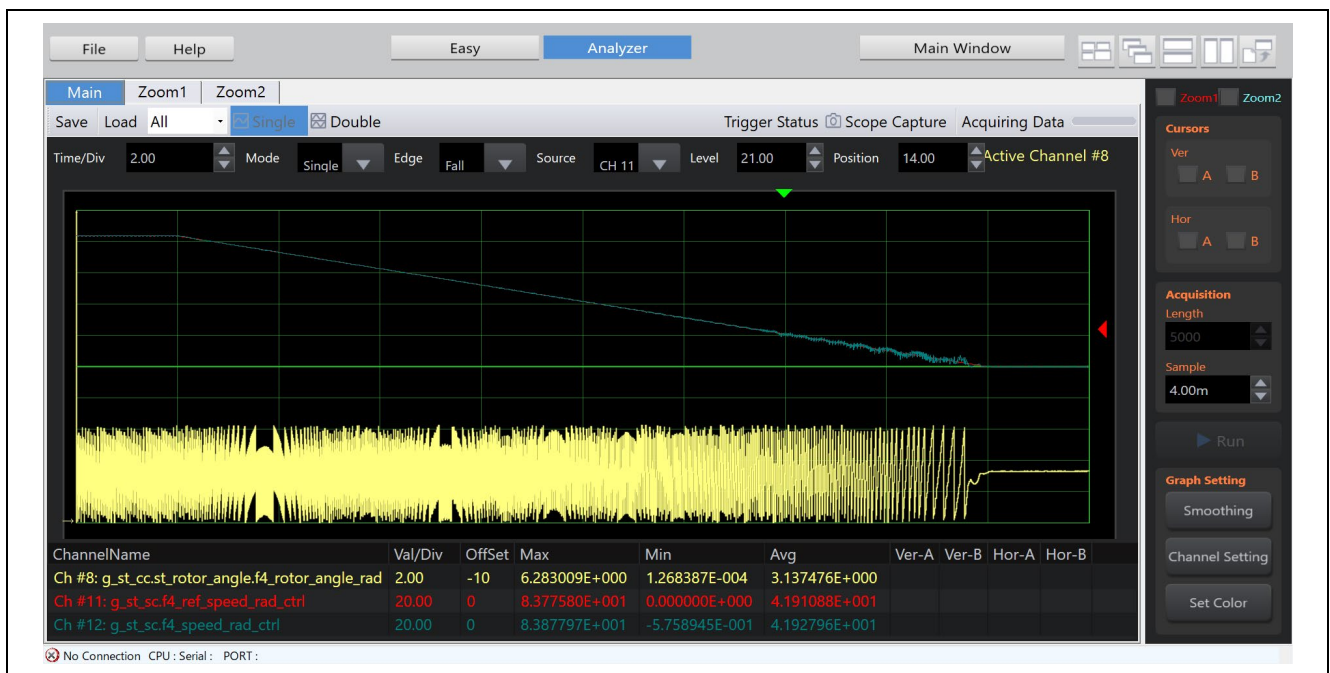 File Help Easy Analyzer Main Window
Main Zoom1 Zoom2
Zoom1 Zoom2
Save Load All Single Double Trigger Status Scope Capture Acquiring Data
Cursors
Time/Div 2.00 Mode Single Edge Fall Source CH 11 Level 21.00 Position 14.00 Active Channel #8
Ver
A B
Hor
A B
Acquisition
Length
5000
Sample
4.00m
Run
Graph Setting
Smoothing
Channel Setting
Set Color
ChannelName Val/Div OffSet Max Min Avg Ver-A Ver-B Hor-A Hor-B
Ch #8: g_st_cc.st_rotor_angle.f4_rotor_angle_rad 2.00 -10 6.283009E+000 1.268387E-004 3.137476E+000
Ch #11: g_st_sc.f4_ref_speed_rad_ctrl 20.00 0 8.377580E+001 0.000000E+000 4.191088E+001
Ch #12: g_st_sc.f4_speed_rad_ctrl 20.00 0 8.387797E+001 -5.758945E-001 4.192796E+001
No Connection CPU : Serial : PORT :